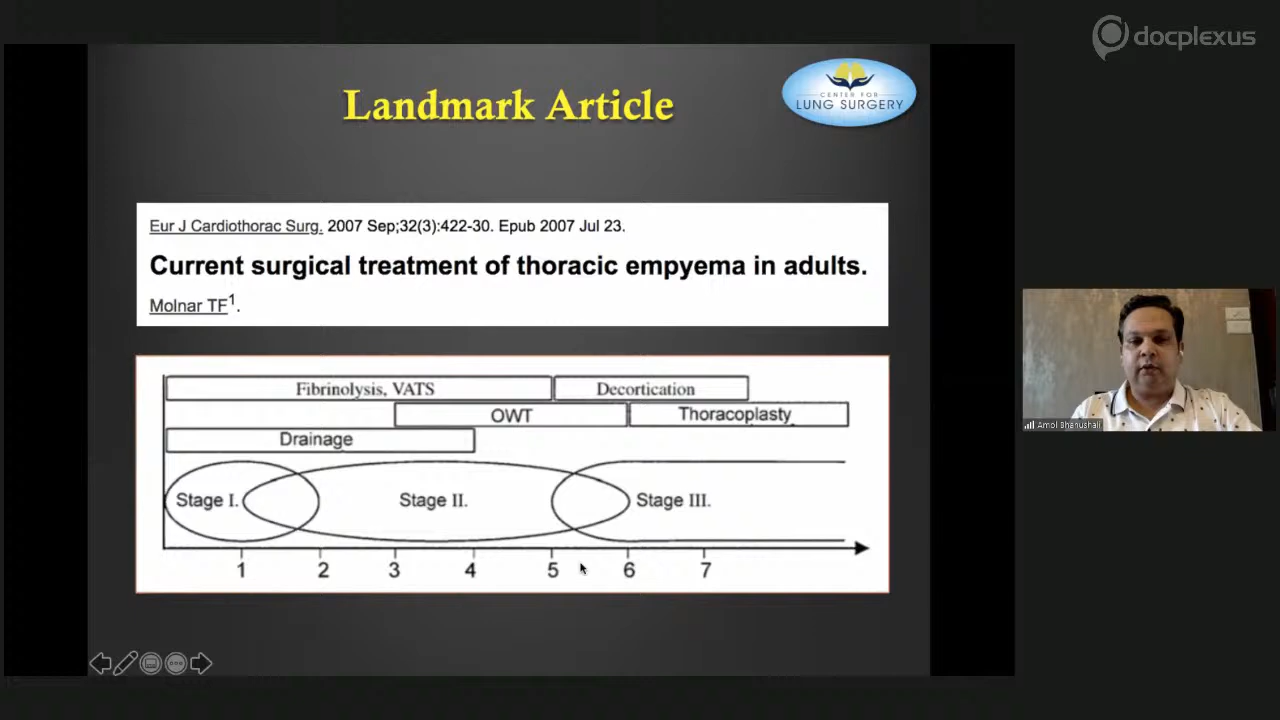 docplexus
Landmark Article
CENTER FOR
LUNG SURGERY
Eur J Cardiothorac Surg. 2007 Sep;32(3):422-30. Epub 2007 Jul 23.
Current surgical treatment of thoracic empyema in adults.
Molnar TF1.
Fibrinolysis, VATS
Decortication
OWT
Thoracoplasty
Drainage
Stage I.
Stage II.
Stage III.
1 2 3 4 5 6 7
Amol Bhanushali